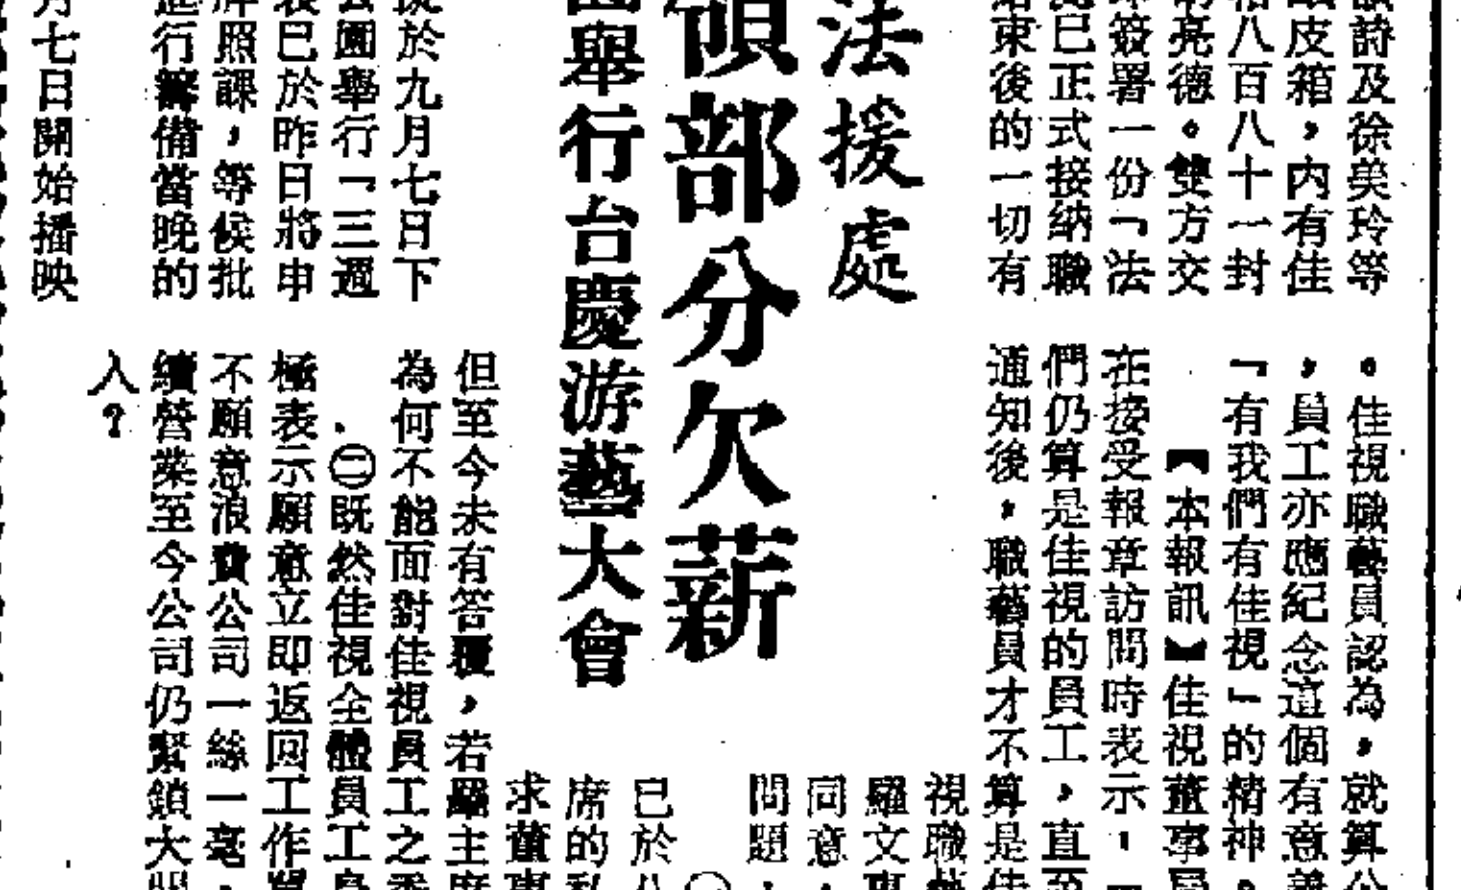 詩及徐美玲等
皮箱，内有佳
八百八十一封
亮德。雙方交
簽署一份「法
已正式接納職
東後的一切有
法援處
領部分欠薪
舉行台慶游藝大會
於九月七日下
園舉行「三週
表已於昨日將申
照課，等候批
行籌備當晚的
月七日開始播映
。佳視職藝員認為，就算公
，員工亦應紀念這個有意義
「有我們有佳視」的精神。
【本報訊】佳視董事局
在接受報章訪問時表示，
們仍算是佳視的員工，直至
通知後，職藝員才不算是佳
視職藝
羅文
同意，
問題，
已於八
席的私
求董事
但至今未有答覆，若羅主席
為何不能面對佳視員工之
㊁既然佳視全體員工身
極表示願意立即返回工作單
不願意浪費公司一絲一毫，
續營業至今公司仍緊鎖大
入？